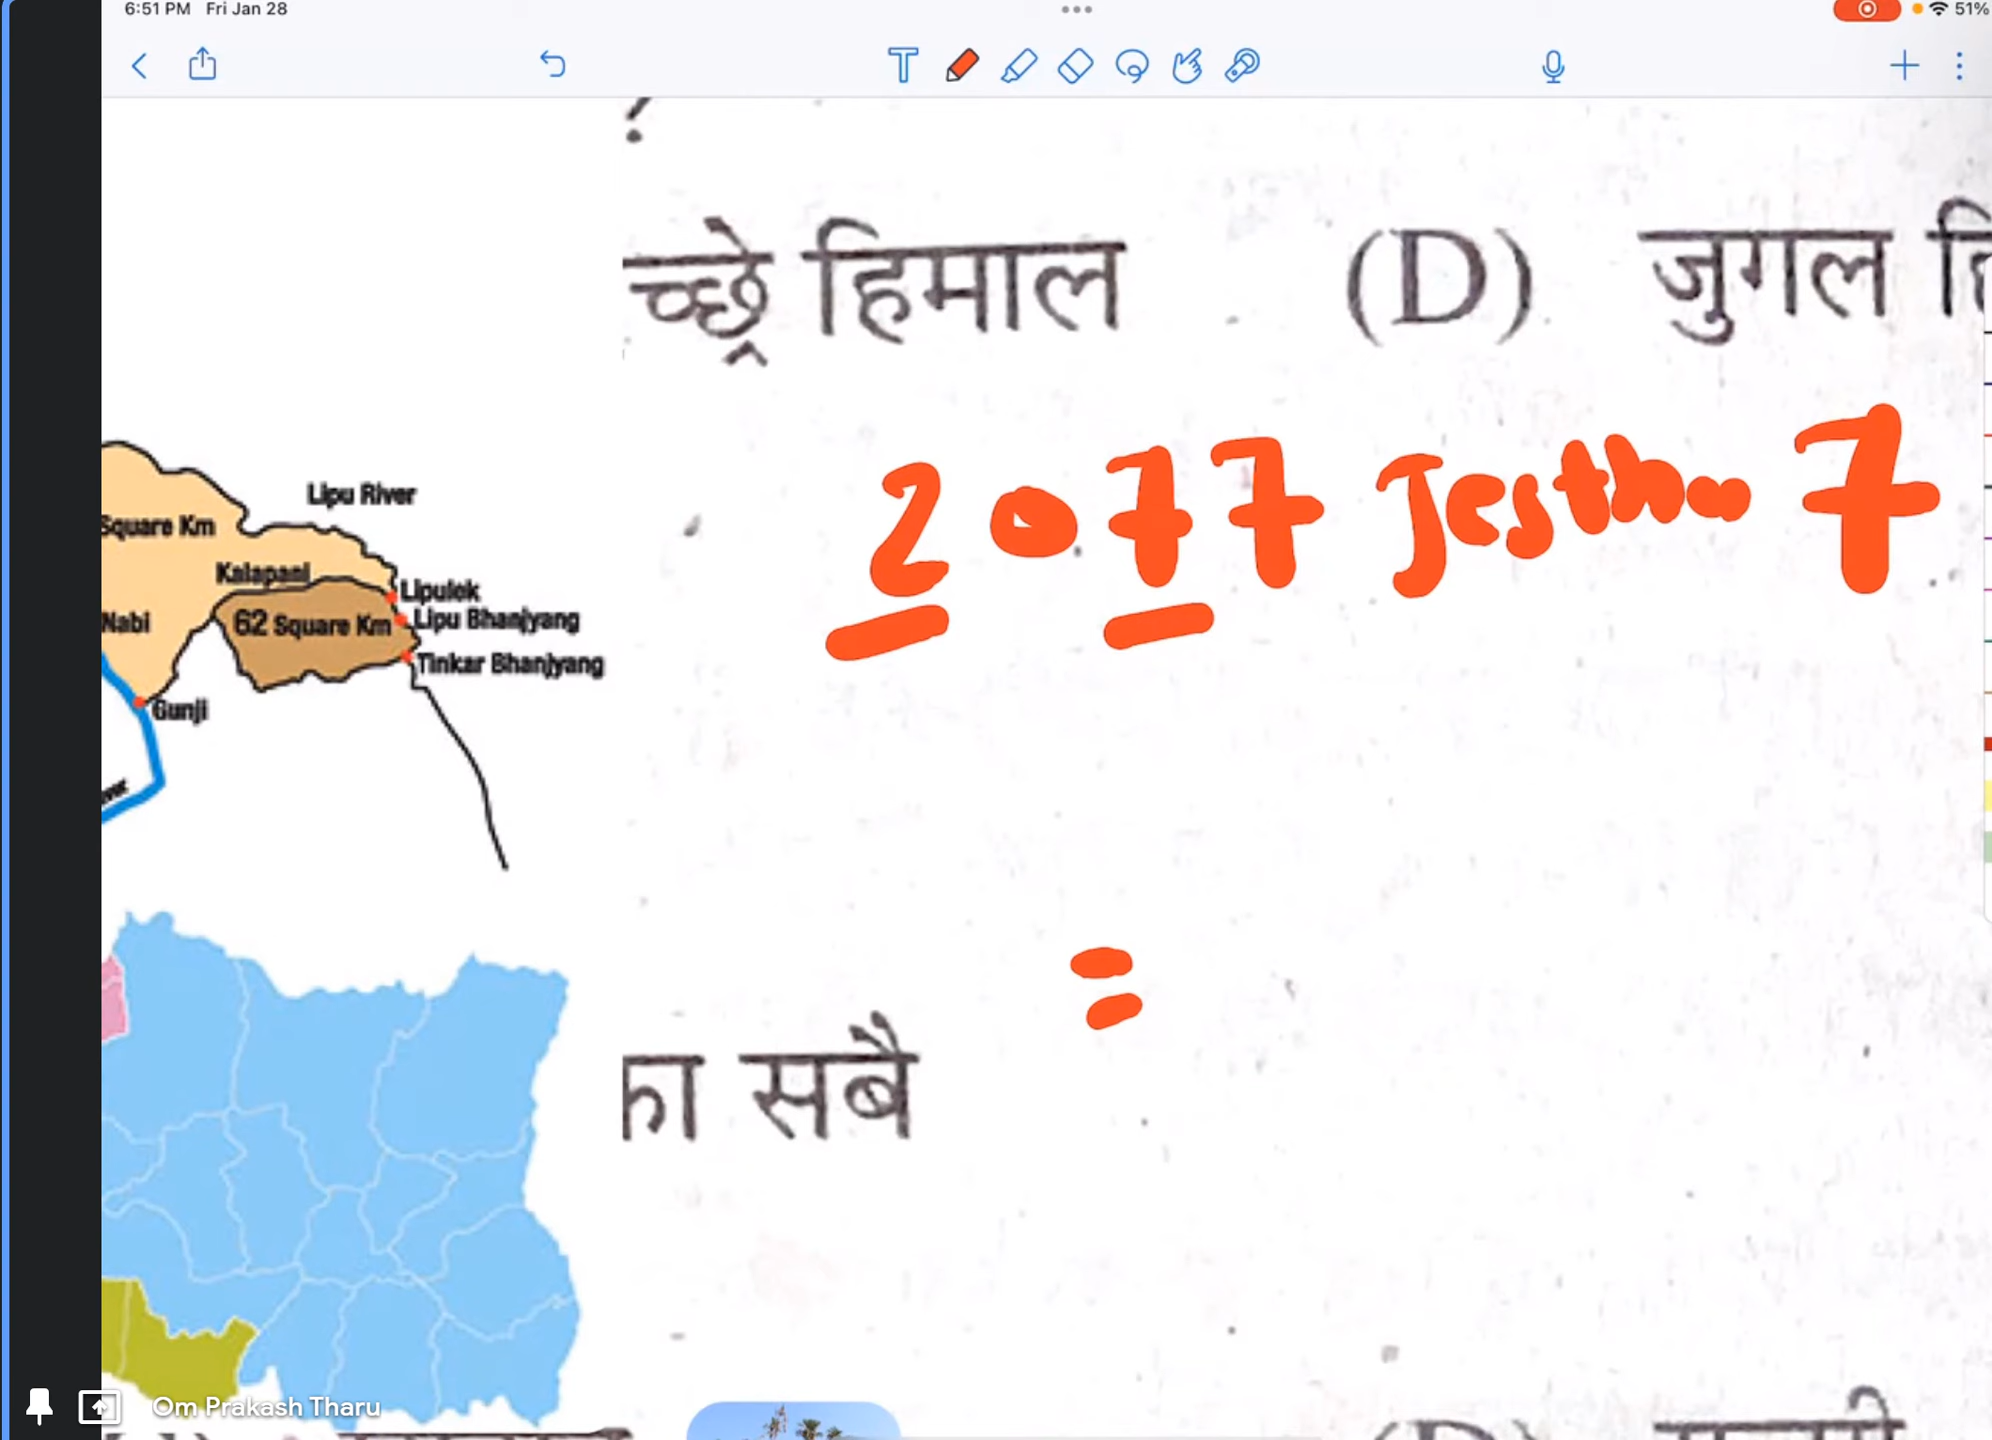 6:51 PM Fri Jan 28
51%
?
च्छ्रे हिमाल (D) जुगल हि
2077 Jestha 7
Lipu River
Square Km
Kalapani
Lipulek
Nabi
62 Square Km
Lipu Bhanjyang
Tinkar Bhanjyang
Gunji
=
का सबै
Om Prakash Tharu